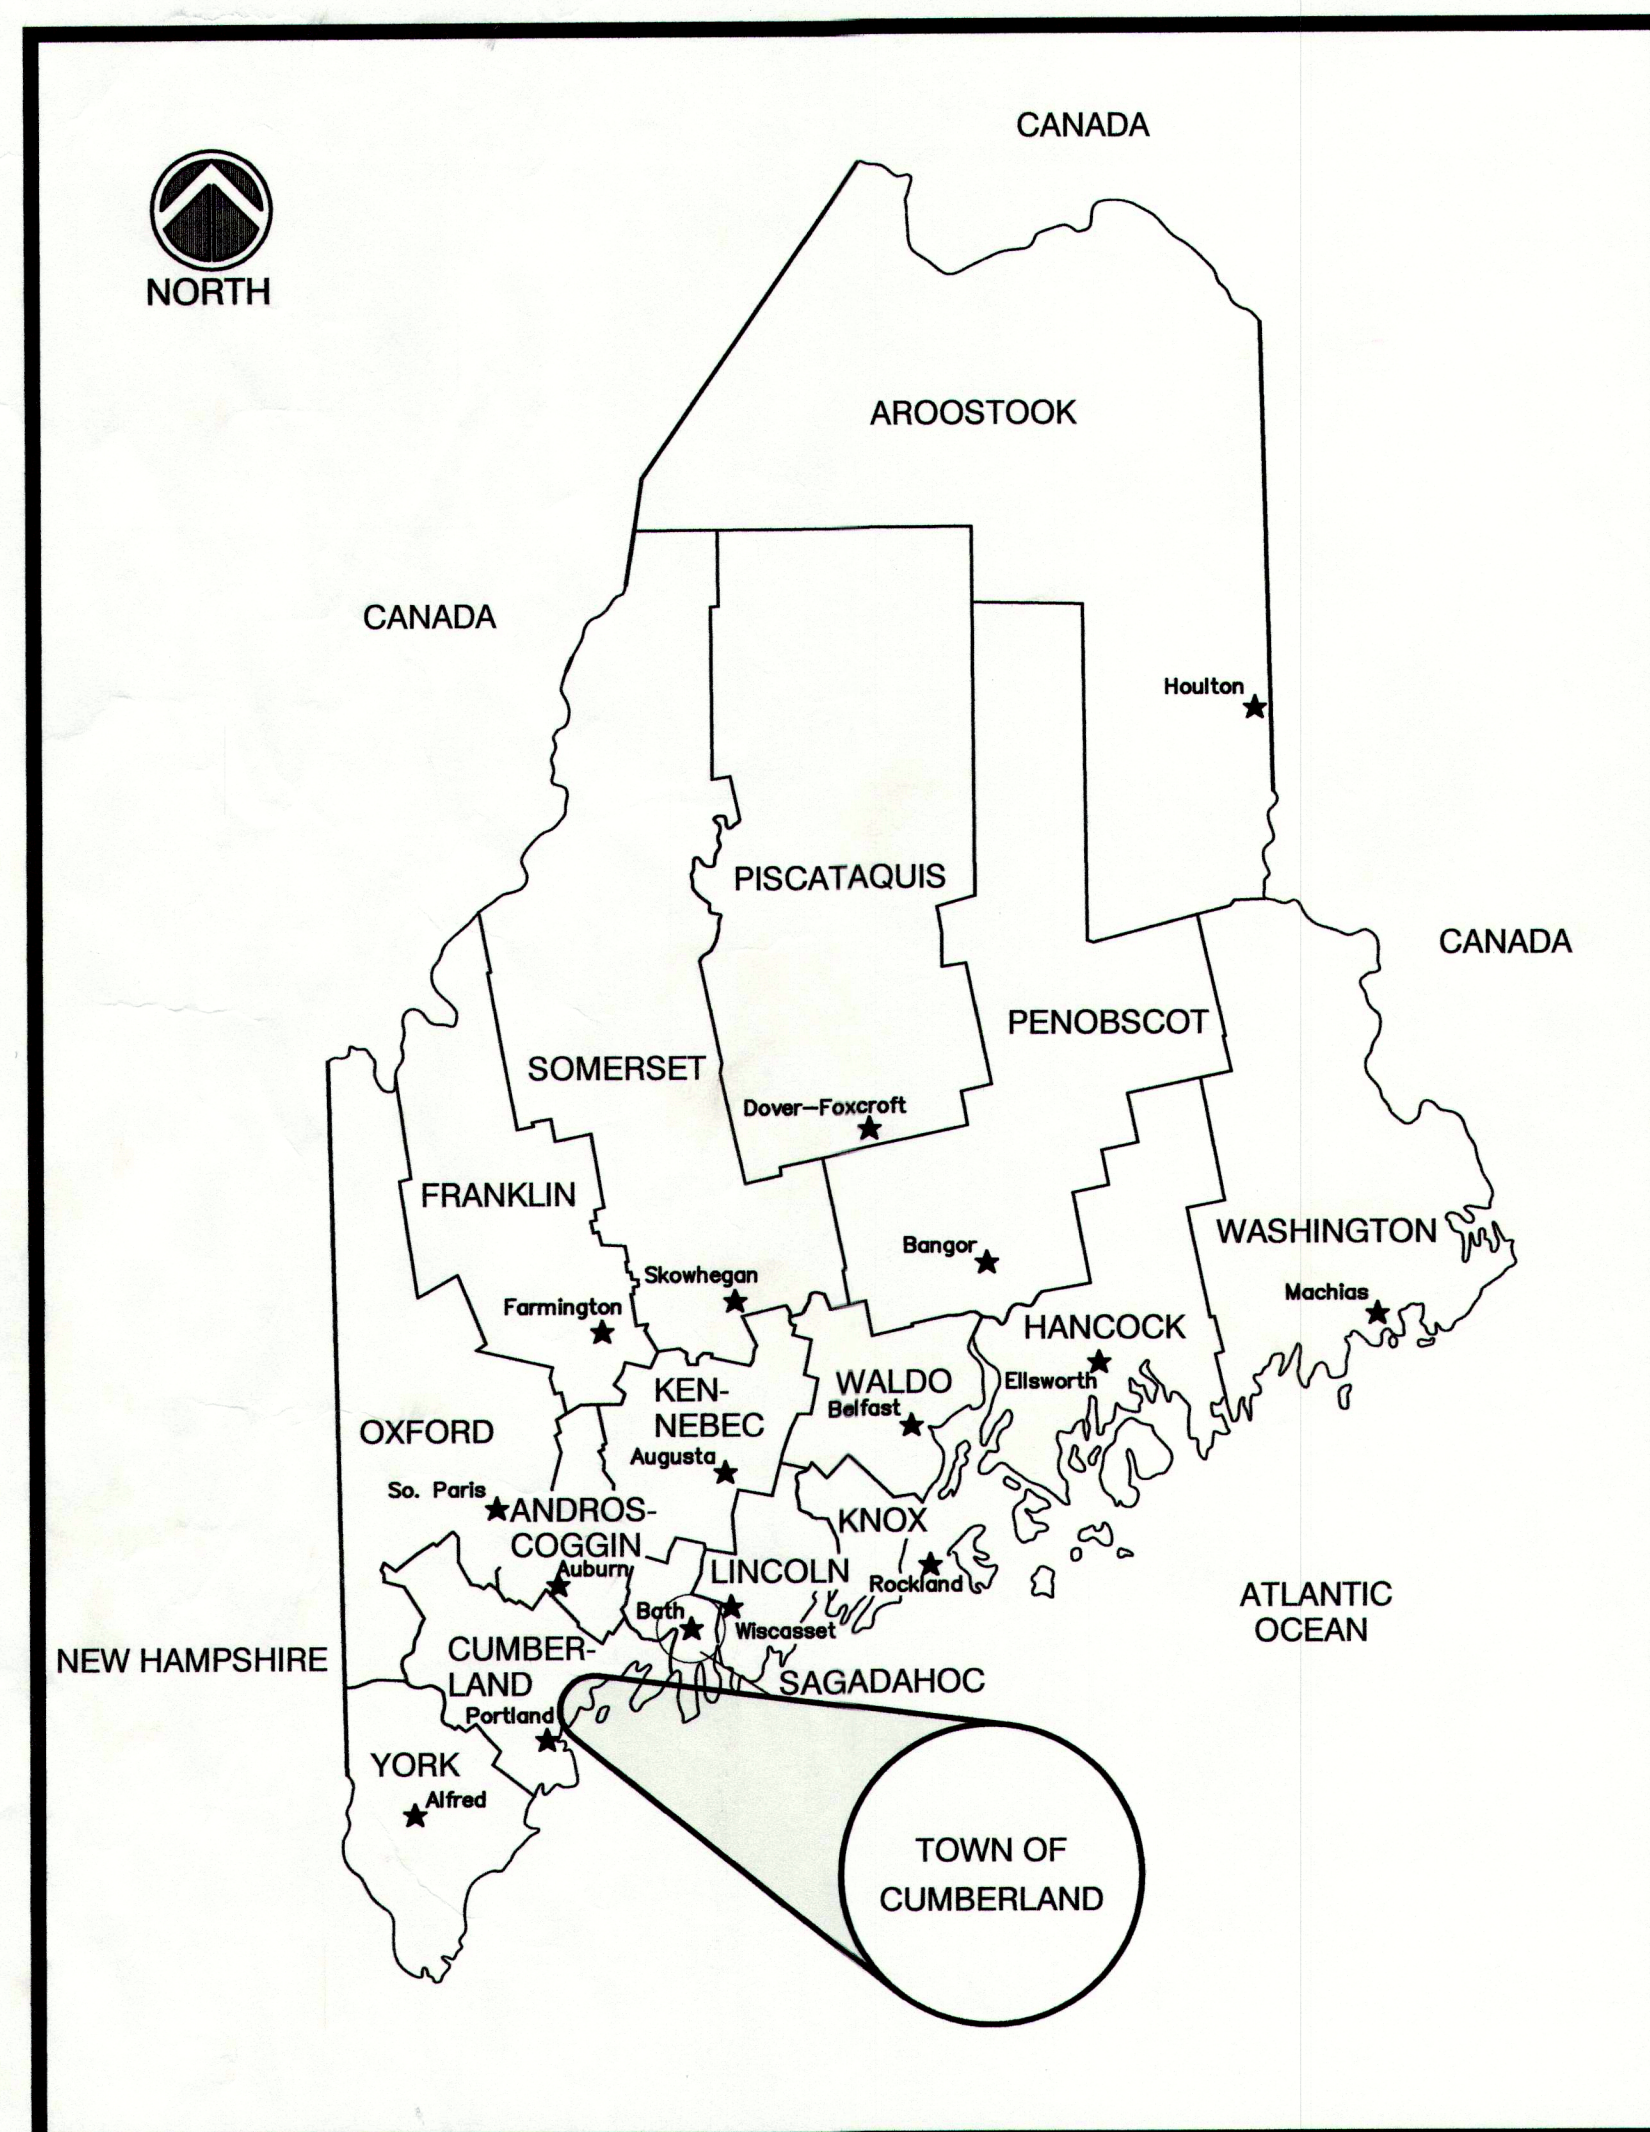 CANADA
NORTH
AROOSTOOK
CANADA
Houlton
PISCATAQUIS
CANADA
PENOBSCOT
SOMERSET
Dover-Foxcroft
FRANKLIN
WASHINGTON
Bangor
Skowhegan
Machias
Farmington
HANCOCK
Ellsworth
WALDO
Belfast
KEN-
NEBEC
Augusta
OXFORD
So. Paris
ANDROS-
COGGIN
Auburn
KNOX
Rockland
LINCOLN
Wiscasset
Bath
ATLANTIC
OCEAN
NEW HAMPSHIRE
CUMBER-
LAND
SAGADAHOC
Portland
YORK
Alfred
TOWN OF
CUMBERLAND